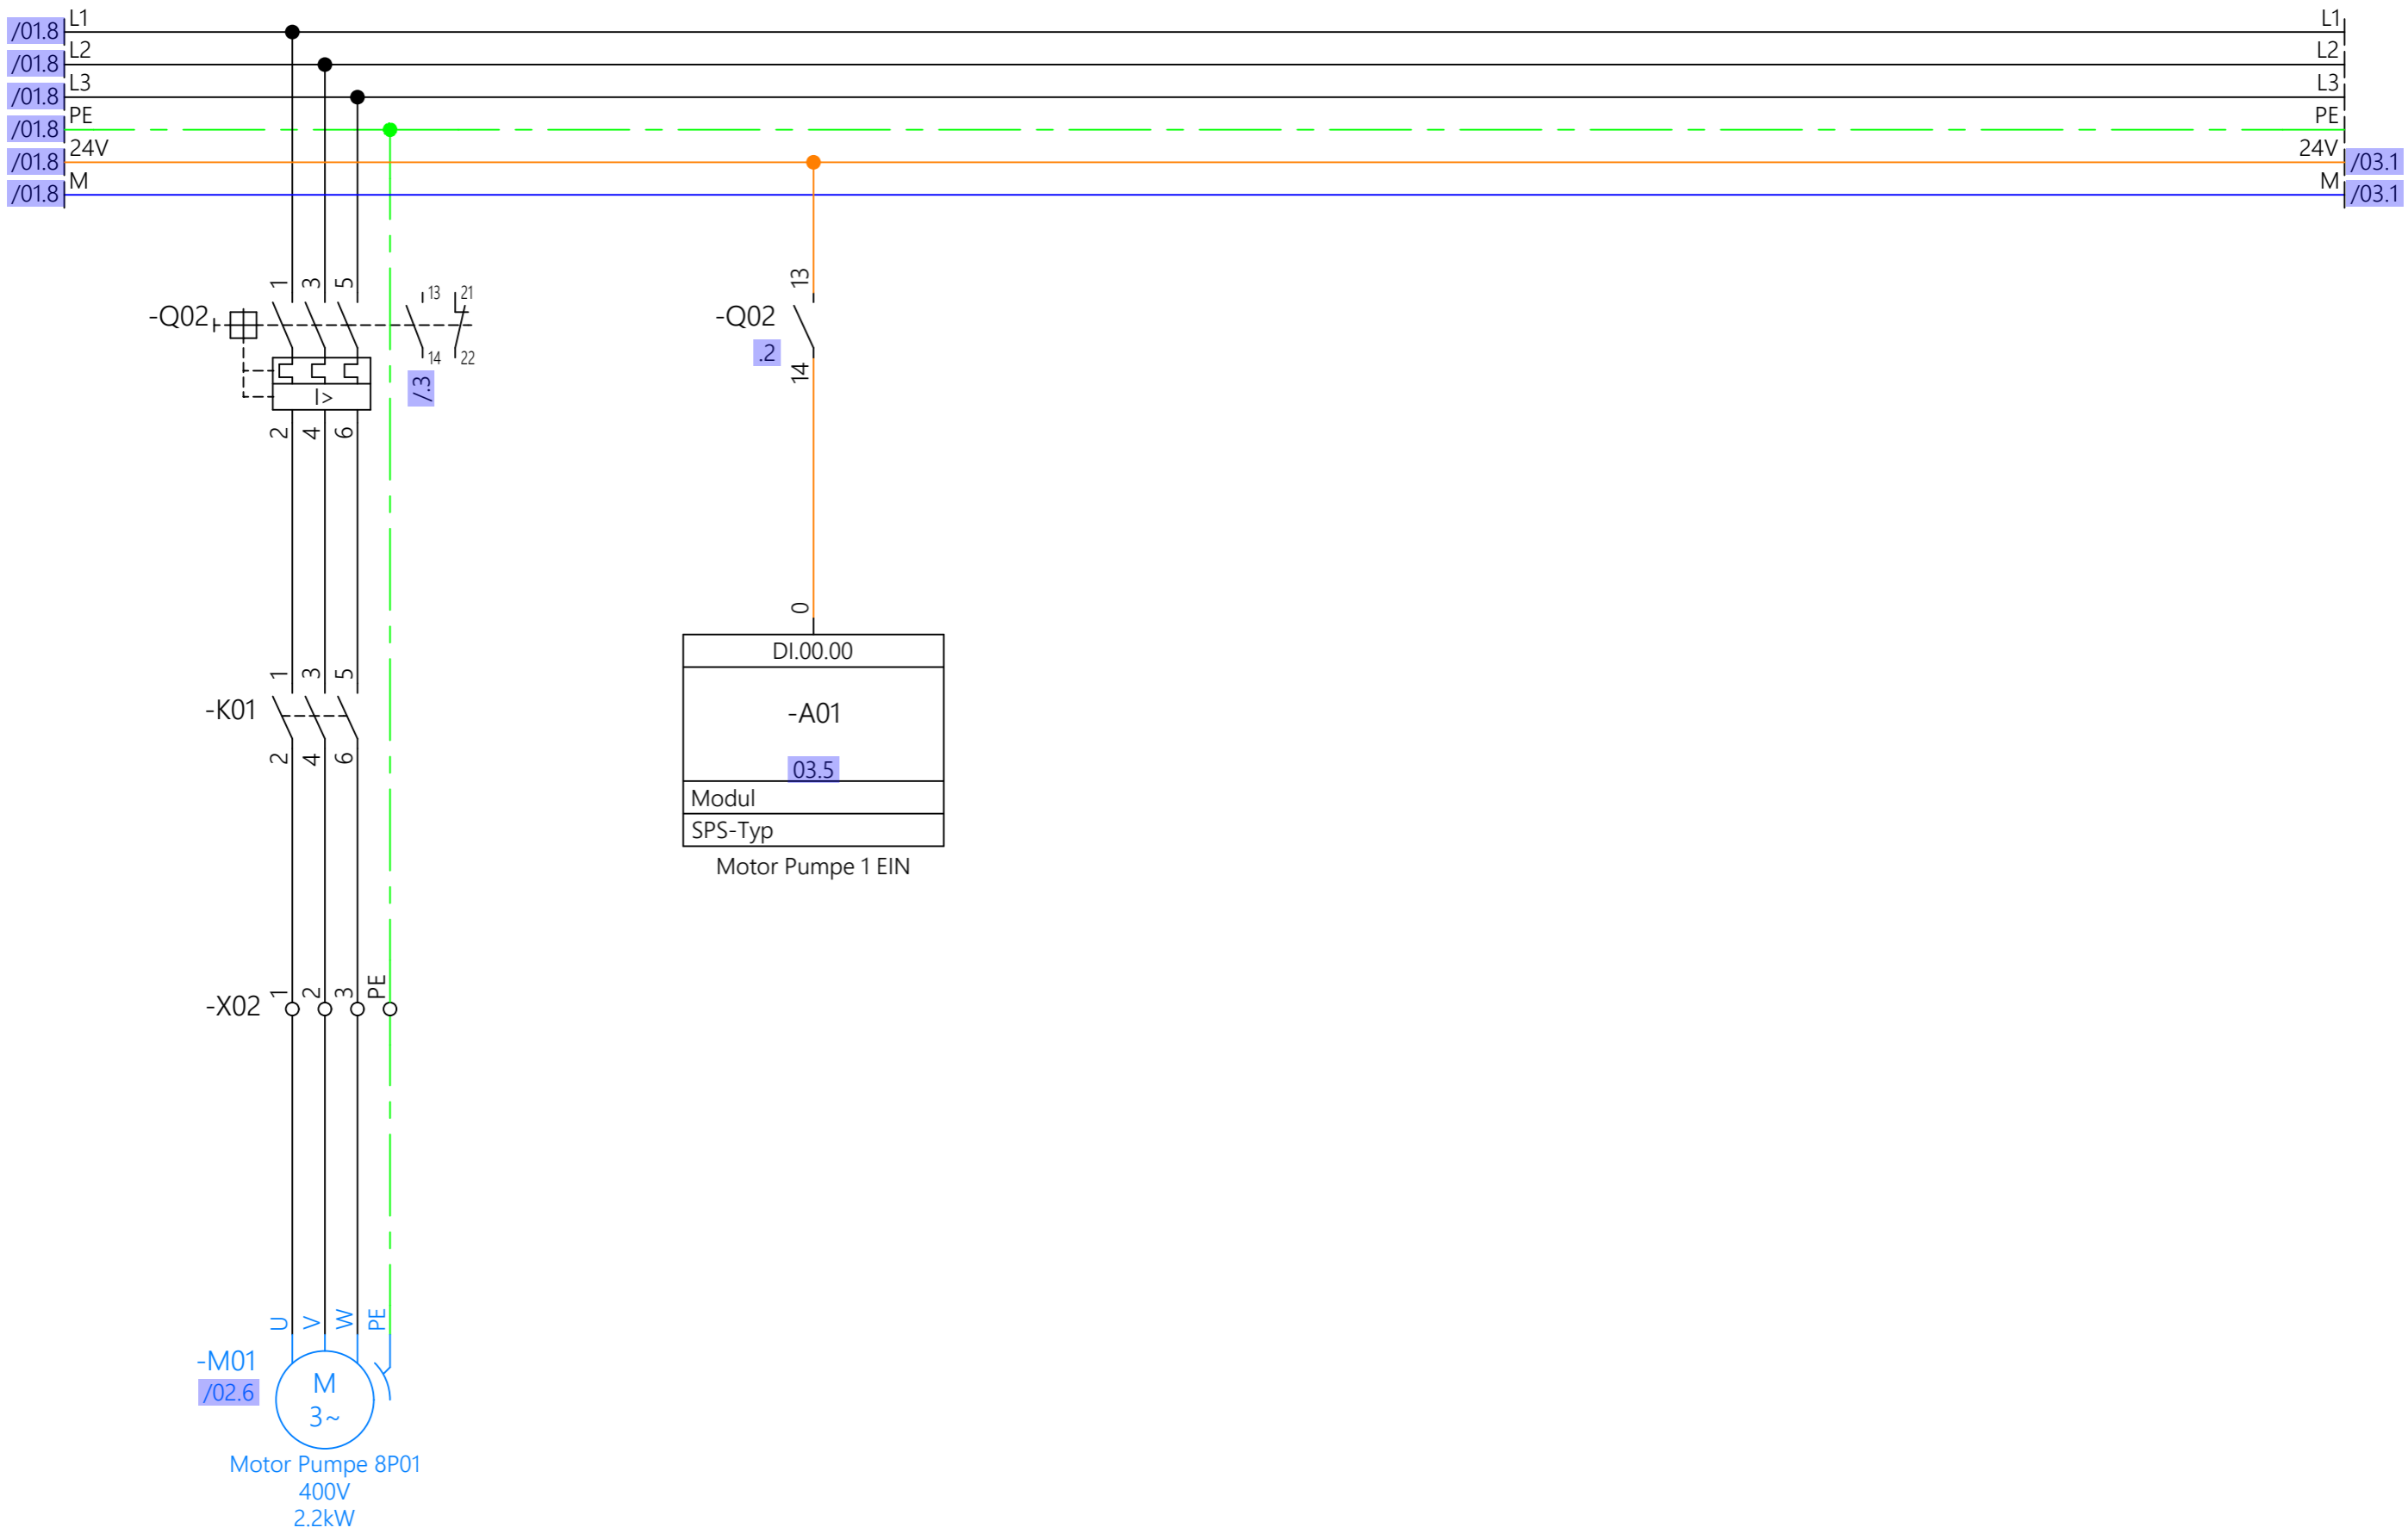 /01.8 L1 L1
/01.8 L2 L2
/01.8 L3 L3
/01.8 PE PE
/01.8 24V 24V /03.1
/01.8 M M /03.1
1 3 5 13 21
-Q02
14 22
I>
/.3
2 4 6
13
-Q02
.2
14
0
DI.00.00
-A01
03.5
Modul
SPS-Typ
Motor Pumpe 1 EIN
1 3 5
-K01
2 4 6
1 2 3 PE
-X02
U V W PE
-M01
/02.6
M
3~
Motor Pumpe 8P01
400V
2.2kW